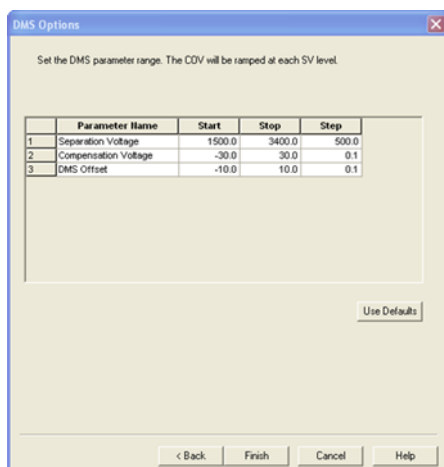 DMS Options
Set the DMS parameter range. The COV will be ramped at each SV level.
Parameter Name Start Stop Step
1 Separation Voltage 1500.0 3400.0 500.0
2 Compensation Voltage -30.0 30.0 0.1
3 DMS Offset -10.0 10.0 0.1
Use Defaults
< Back Finish Cancel Help